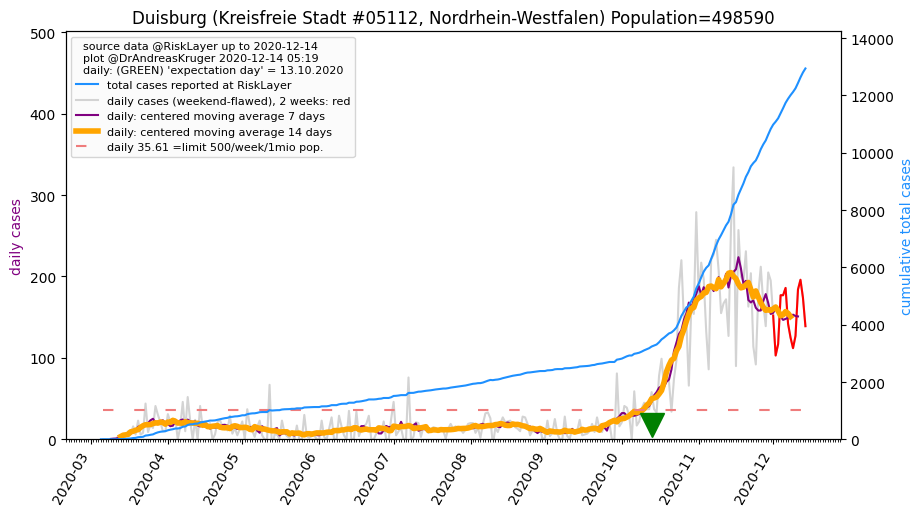 Duisburg (Kreisfreie Stadt #05112, Nordrhein-Westfalen) Population=498590
source data @RiskLayer up to 2020-12-14
plot @DrAndreasKruger 2020-12-14 05:19
daily: (GREEN) 'expectation day' = 13.10.2020
total cases reported at RiskLayer
daily cases (weekend-flawed), 2 weeks: red
daily: centered moving average 7 days
daily: centered moving average 14 days
daily 35.61 =limit 500/week/1mio pop.
daily cases
500
400
300
200
100
0
cumulative total cases
14000
12000
10000
8000
6000
4000
2000
0
2020-03
2020-04
2020-05
2020-06
2020-07
2020-08
2020-09
2020-10
2020-11
2020-12